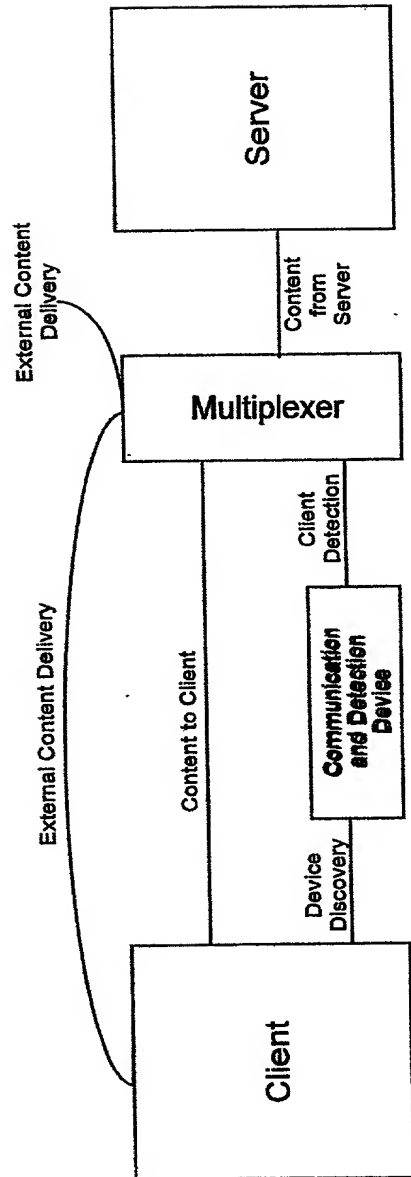 External Content Delivery
External Content
Delivery
Content to Client
Client
Device
Discovery
Communication
and Detection
Device
Client
Detection
Multiplexer
Content
from
Server
Server